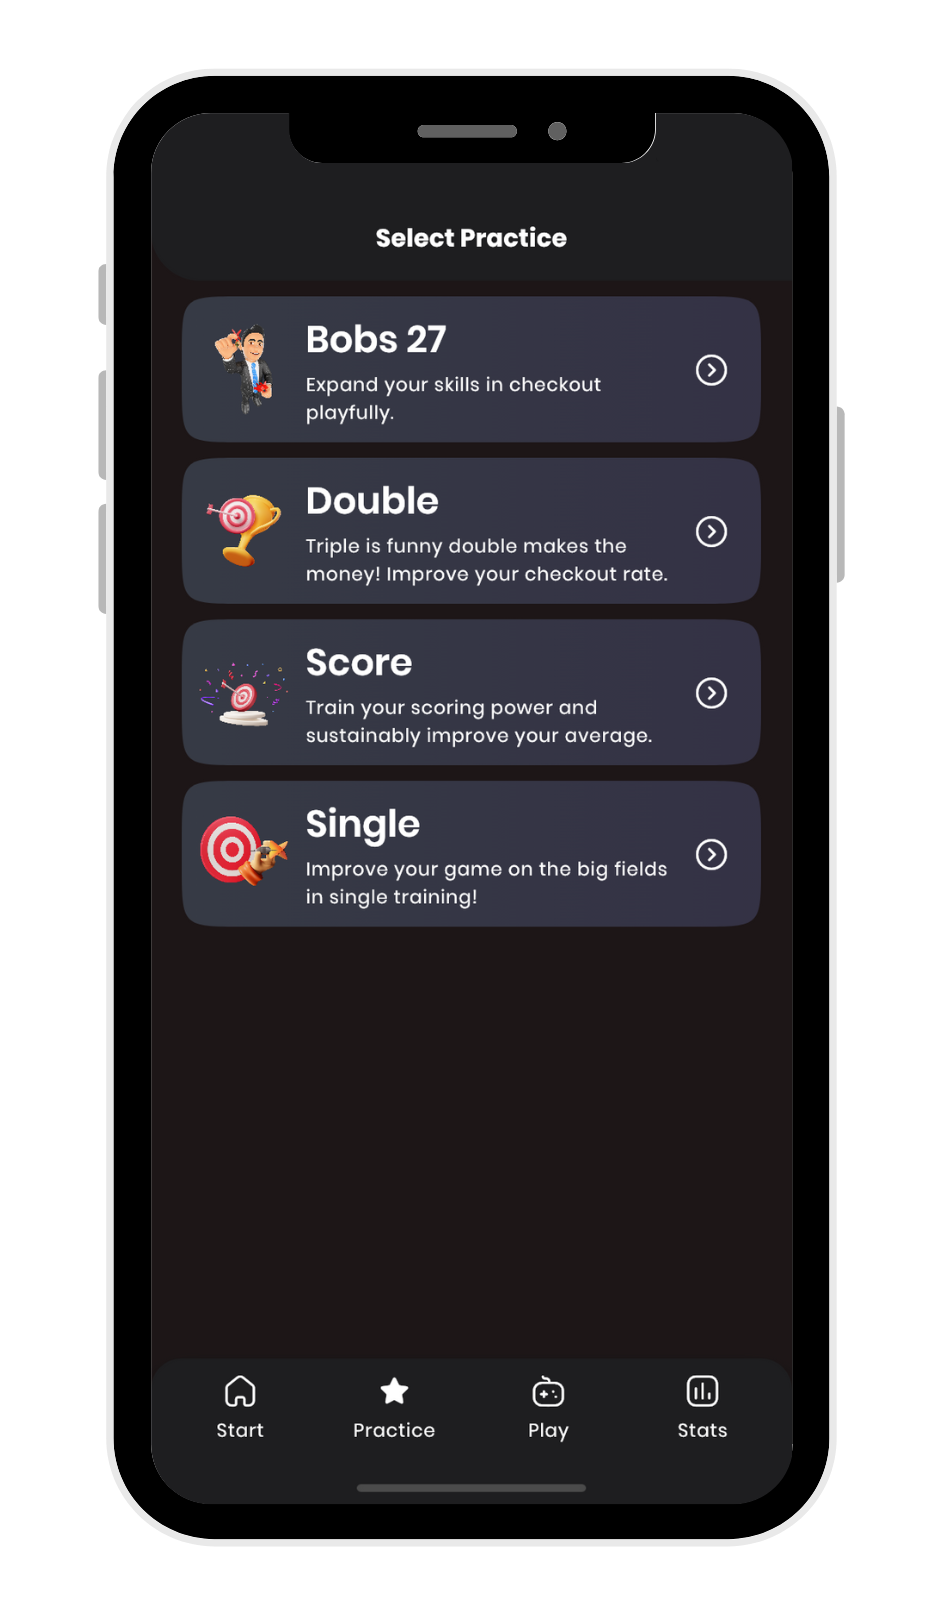 Select Practice
Bobs 27
Expand your skills in checkout
playfully.
Double
Triple is funny double makes the
money! Improve your checkout rate.
Score
Train your scoring power and
sustainably improve your average.
Single
Improve your game on the big fields
in single training!
Start
Practice
Play
Stats